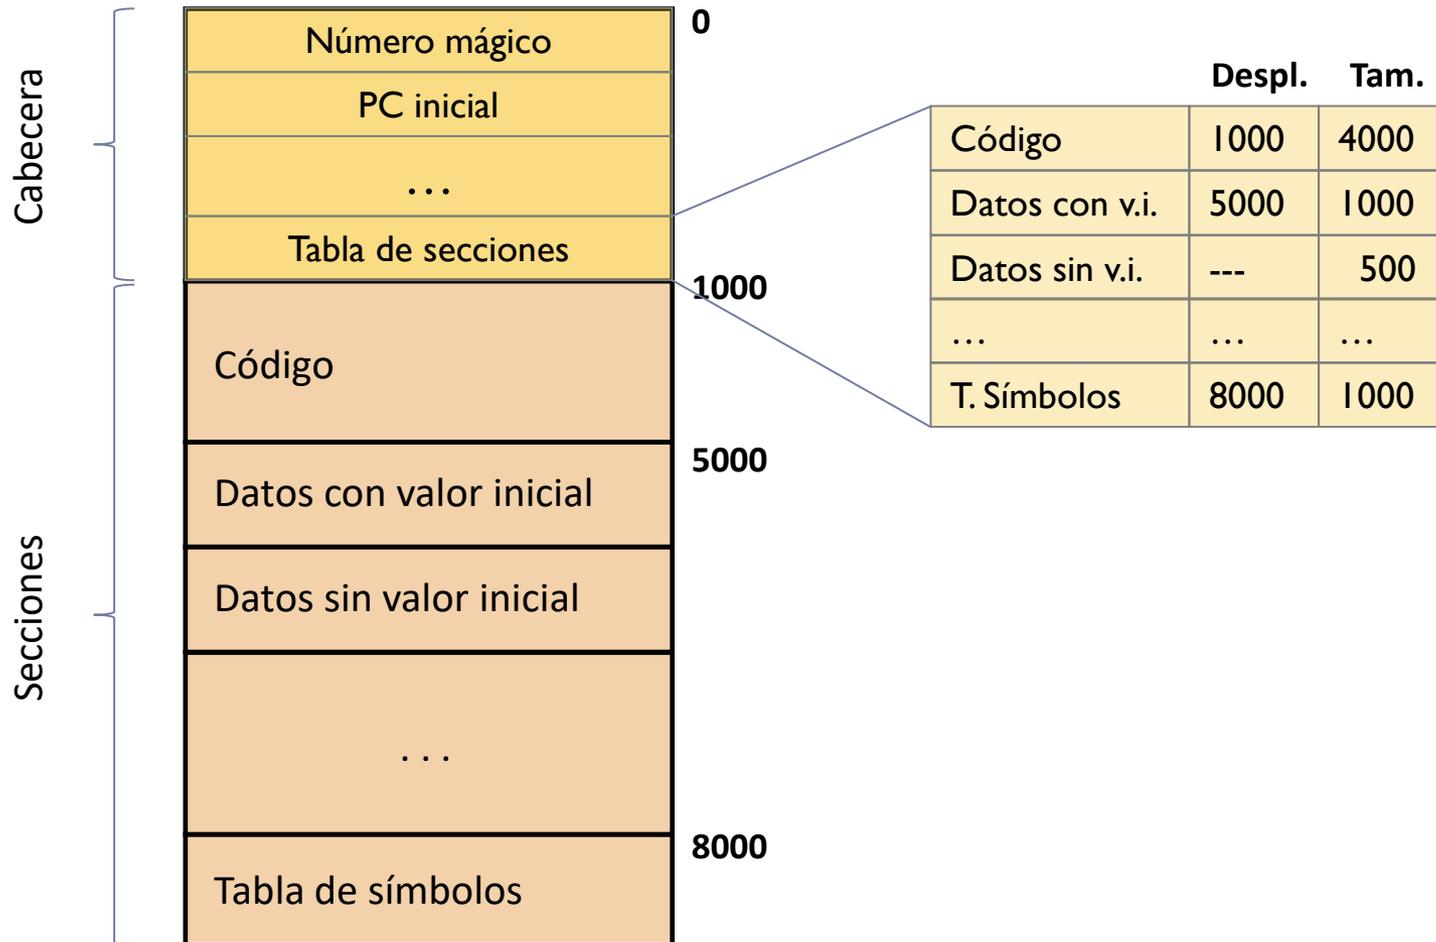 Cabecera
Número mágico
PC inicial
...
Tabla de secciones
0
1000
Secciones
Código
5000
Datos con valor inicial
Datos sin valor inicial
...
8000
Tabla de símbolos
Despl. Tam.
Código 1000 4000
Datos con v.i. 5000 1000
Datos sin v.i. --- 500
... ... ...
T. Símbolos 8000 1000